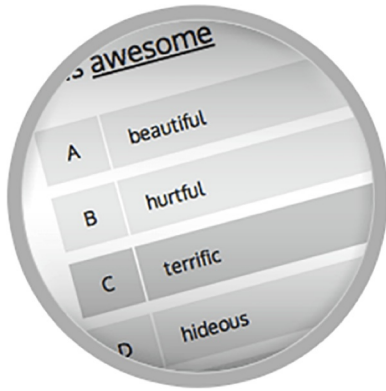 awesome
A beautiful
B hurtful
C terrific
D hideous